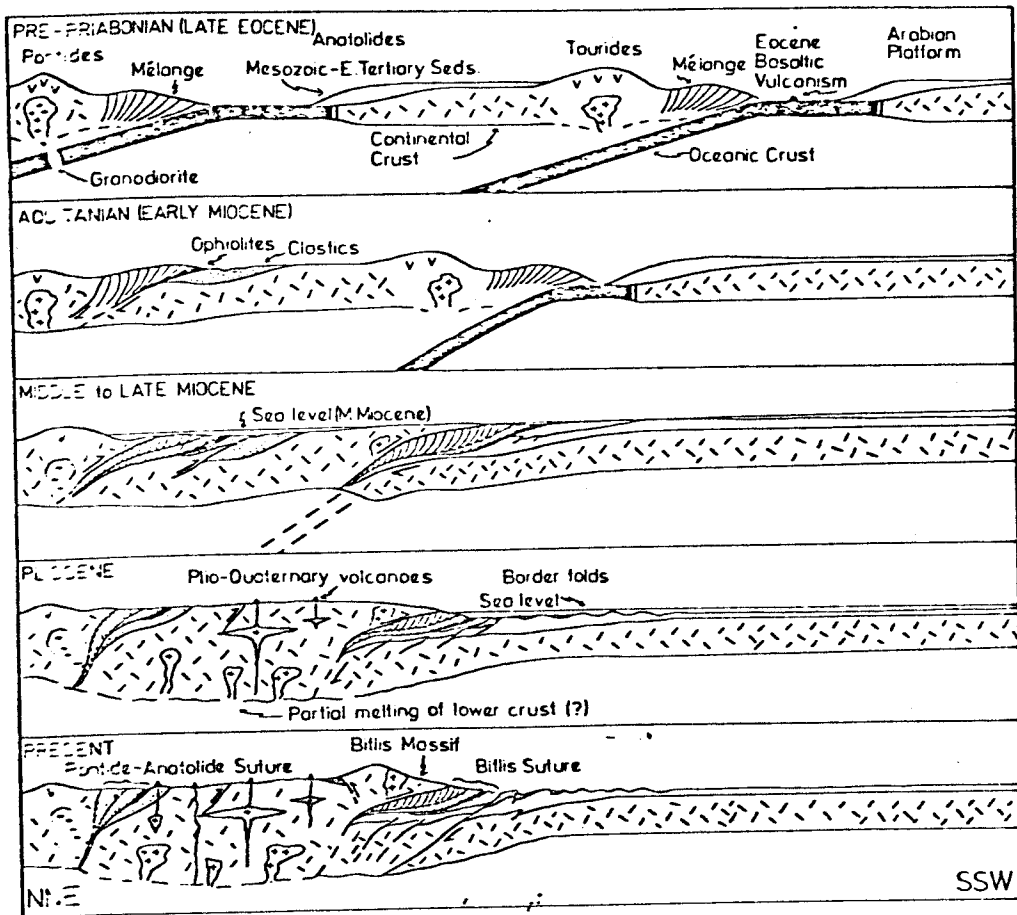 PRE-PRIABONIAN (LATE EOCENE)
Pontides
Mélange
Anatolides
Mesozoic-E.Tertiary Seds.
Tourides
Mélange
Eocene
Basaltic
Vulcanism
Arabian
Platform
Continental
Crust
Oceanic Crust
Granodiorite
AQUITANIAN (EARLY MIOCENE)
Ophiolites
Clastics
MIDDLE to LATE MIOCENE
Sea level (M.Miocene)
PLIOCENE
Plio-Quaternary volcanoes
Border folds
Sea level
Partial melting of lower crust (?)
PRESENT
Pontide-Anatolide Suture
Bitlis Massif
Bitlis Suture
NNE
SSW